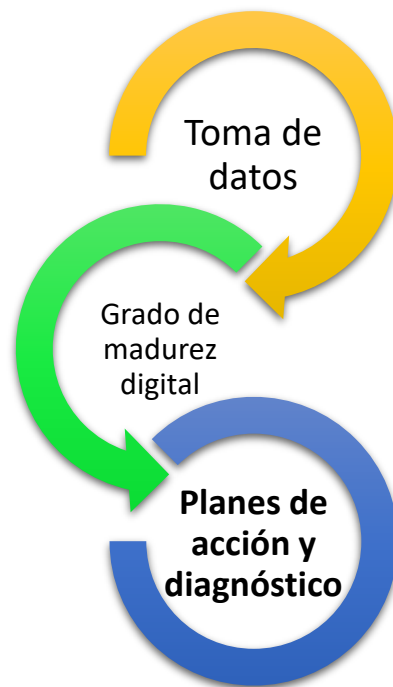 Toma de
datos
Grado de
madurez
digital
Planes de
acción y
diagnóstico